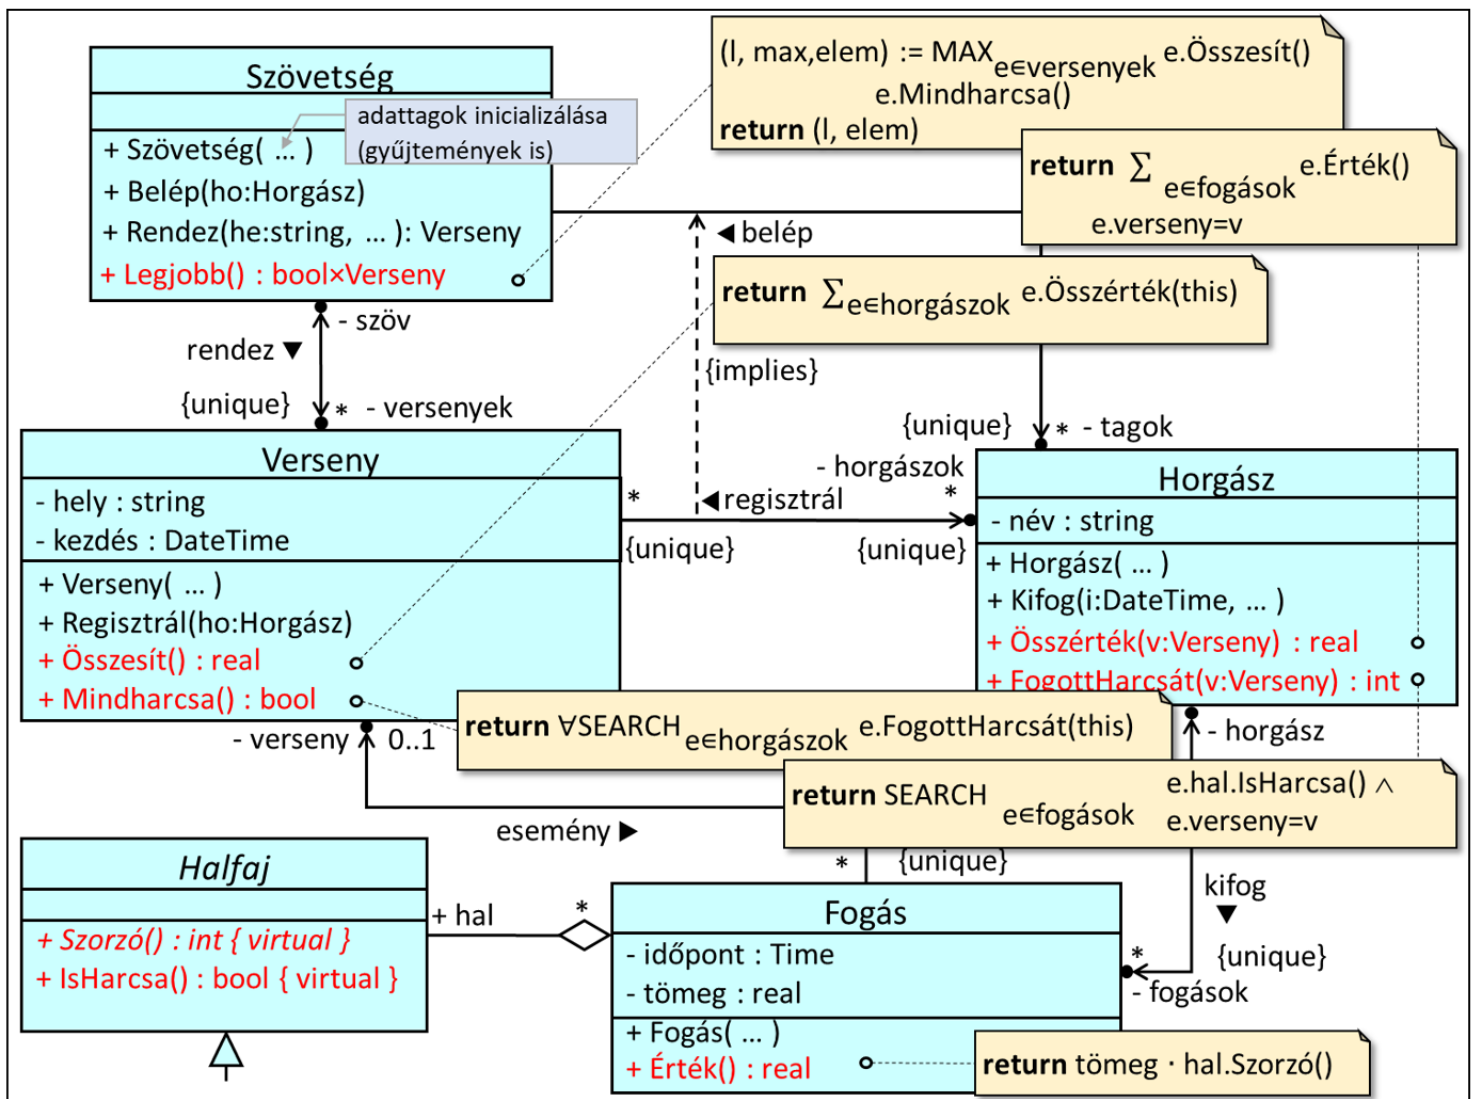 Szövetség
adattagok inicializálása
(gyűjtemények is)
+ Szövetség( ... )
+ Belép(ho:Horgász)
+ Rendez(he:string, ... ): Verseny
+ Legjobb() : bool×Verseny
(l, max,elem) := MAX e∈versenyek e.Összesít()
e.Mindharcsa()
return (l, elem)
return ∑ e∈fogások e.Érték()
e.verseny=v
◀ belép
return ∑e∈horgászok e.Összérték(this)
- szöv
rendez ▼
{unique} * - versenyek
{implies}
{unique} * - tagok
Verseny
- hely : string
- kezdés : DateTime
+ Verseny( ... )
+ Regisztrál(ho:Horgász)
+ Összesít() : real
+ Mindharcsa() : bool
- horgászok
* ◀ regisztrál *
{unique} {unique}
Horgász
- név : string
+ Horgász( ... )
+ Kifog(i:DateTime, ... )
+ Összérték(v:Verseny) : real
+ FogottHarcsát(v:Verseny) : int
- verseny 0..1
return ∀SEARCH e∈horgászok e.FogottHarcsát(this)
- horgász
return SEARCH e∈fogások e.hal.IsHarcsa() ∧
e.verseny=v
esemény ▶
* {unique}
kifog
▼
{unique}
*
- fogások
Halfaj
+ Szorzó() : int { virtual }
+ IsHarcsa() : bool { virtual }
+ hal *
Fogás
- időpont : Time
- tömeg : real
+ Fogás( ... )
+ Érték() : real
return tömeg · hal.Szorzó()